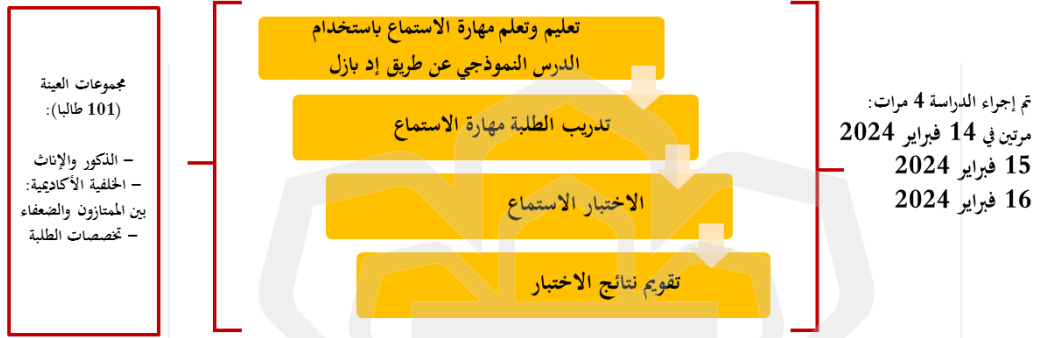 تم إجراء الدراسة 4 مرات:
مرتين في 14 فبراير 2024
15 فبراير 2024
16 فبراير 2024
تعليم وتعلم مهارة الاستماع باستخدام
الدرس النموذجي عن طريق إد بازل
تدريب الطلبة مهارة الاستماع
الاختبار الاستماع
تقويم نتائج الاختبار
مجموعات العينة
(101 طالبا):
– الذكور والإناث
– الخلفية الأكاديمية:
بين الممتازون والضعفاء
– تخصصات الطلبة